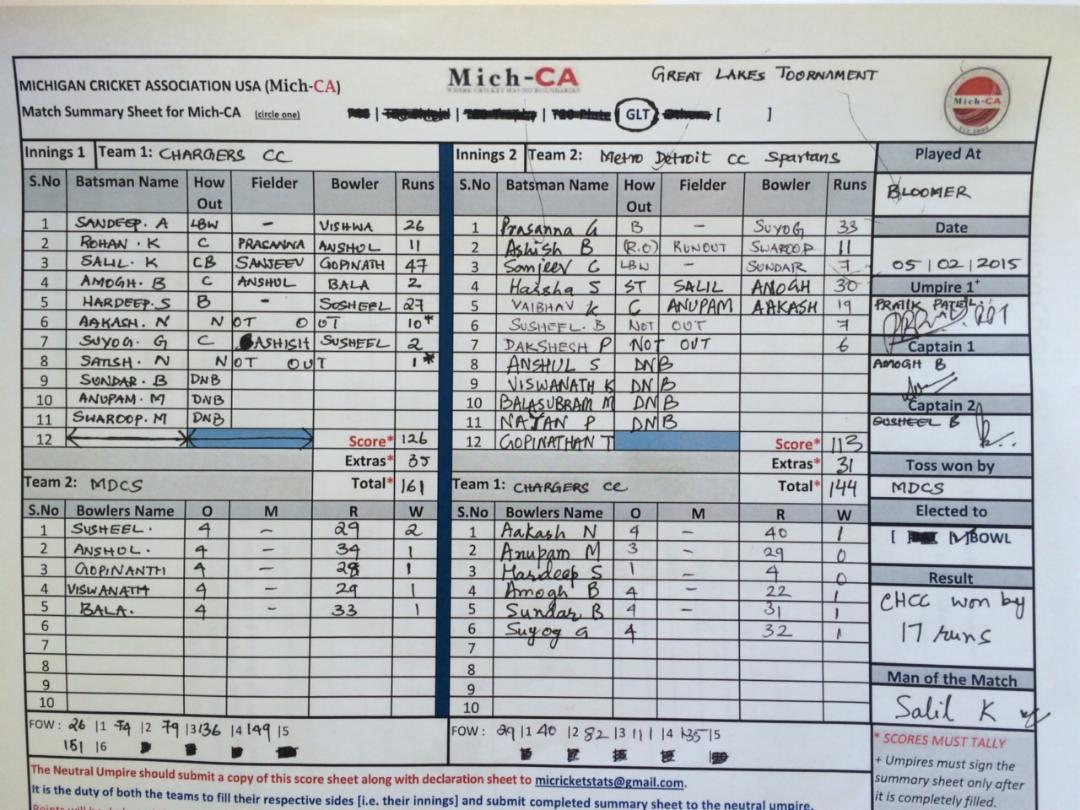 MICHIGAN CRICKET ASSOCIATION USA (Mich-CA)
Mich-CA
WHERE CRICKET HAS NO BOUNDARIES
GREAT LAKES TOORNAMENT
Match Summary Sheet for Mich-CA (circle one) | T20 Plate | GLT Others [ ]
Mich-CA
Innings 1 Team 1: CHARGERS CC
S.No Batsman Name How Out Fielder Bowler Runs
1 SANDEEP. A LBW - VISHWA 26
2 ROHAN. K C PRACANNA ANSHUL 11
3 SALIL. K CB SANJEEV GOPINATH 47
4 AMOGH. B C ANSHUL BALA 2
5 HARDEEP. S B - SUSHEEL 27
6 AAKASH. N NOT OUT 10*
7 SUYOG. G C ASHISH SUSHEEL 2
8 SATISH. N NOT OUT 1*
9 SUNDAR. B DNB
10 ANUPAM. M DNB
11 SWAROOP. M DNB
12
Score* 126
Extras* 35
Total* 161
Innings 2 Team 2: Metro Detroit CC Spartans
S.No Batsman Name How Out Fielder Bowler Runs
1 Prasanna G B - SUYOG 33
2 Ashish B (R.O) RUNOUT SWAROOP 11
3 Sanjeev C LBW - SUNDAR 7
4 Harsha S ST SALIL AMOGH 30
5 VAIBHAV K C ANUPAM AAKASH 19
6 SUSHEEL. B NOT OUT 7
7 DAKSHESH P NOT OUT 6
8 ANSHUL S DNB
9 VISWANATH K DNB
10 BALASUBRAM M DNB
11 NAYAN P DNB
12 GOPINATHAN T
Score* 113
Extras* 31
Total* 144
Team 2: MDCS
S.No Bowlers Name O M R W
1 SUSHEEL. 4 - 29 2
2 ANSHUL. 4 - 34 1
3 GOPINANTH 4 - 28 1
4 VISWANATH 4 - 29 1
5 BALA. 4 - 33 1
6
7
8
9
10
FOW: 26 |1 74 |2 79 |3 136 |4 149 |5
151 |6
Team 1: CHARGERS CC
S.No Bowlers Name O M R W
1 Aakash N 4 - 40 1
2 Anupam M 3 - 29 0
3 Hardeep S 1 - 4 0
4 Amogh B 4 - 22 1
5 Sundar B 4 - 31 1
6 Suyog G 4 32 1
7
8
9
10
FOW: 29 |1 40 |2 82 |3 111 |4 135 |5
Played At
BLOOMER
Date
05|02|2015
Umpire 1+
PRATIK PATEL
Captain 1
AMOGH B
Captain 2
SUSHEEL B
Toss won by
MDCS
Elected to
[ ] [✓] BOWL
Result
CHCC won by
17 runs
Man of the Match
Salil K
* SCORES MUST TALLY
+ Umpires must sign the
summary sheet only after
it is completely filled.
The Neutral Umpire should submit a copy of this score sheet along with declaration sheet to micricketstats@gmail.com.
It is the duty of both the teams to fill their respective sides [i.e. their innings] and submit completed summary sheet to the neutral umpire.